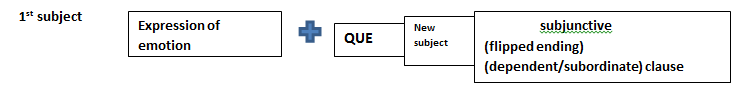 1st subject
Expression of
emotion
QUE
New
subject
subjunctive
(flipped ending)
(dependent/subordinate) clause